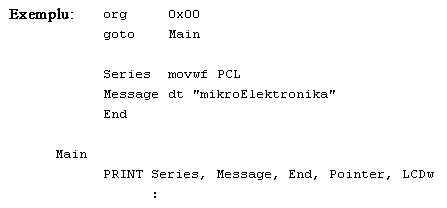 Exemplu: org 0x00
goto Main
Series movwf PCL
Message dt "mikroElektronika"
End
Main
PRINT Series, Message, End, Pointer, LCDw
: